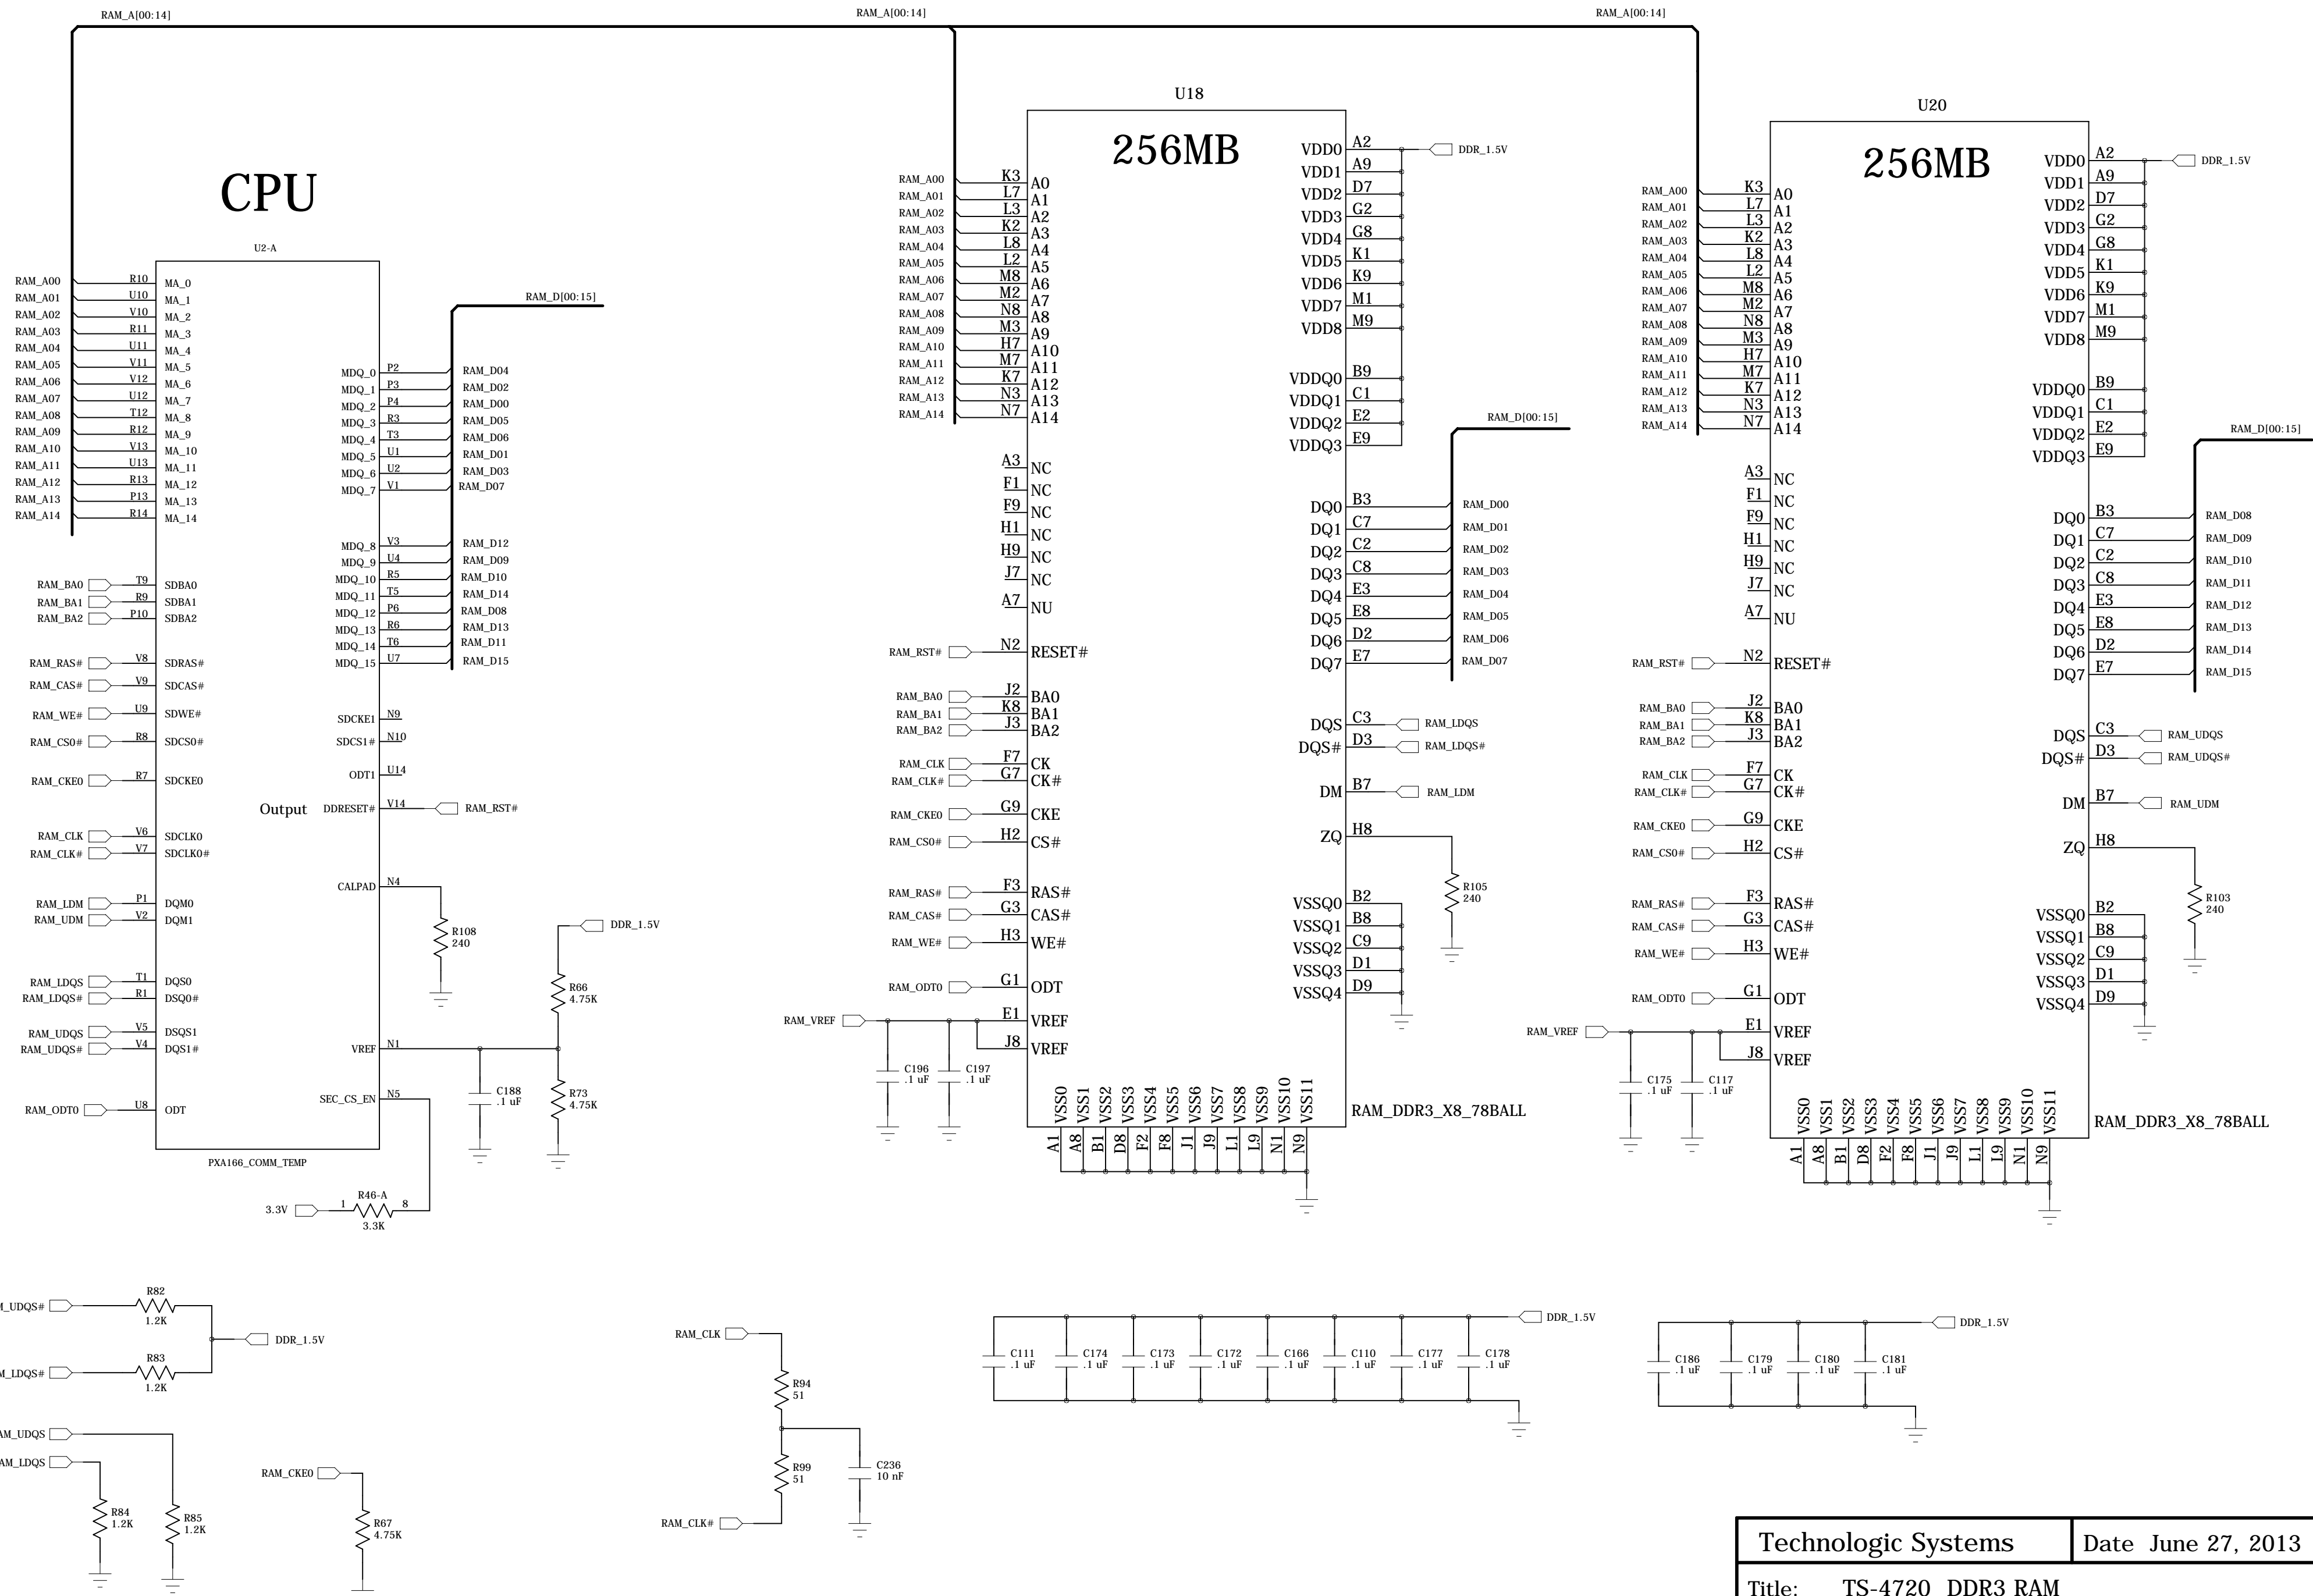 RAM_A[00:14]
RAM_A[00:14]
RAM_A[00:14]
CPU
U2-A
RAM_A00 R10 MA_0
RAM_A01 U10 MA_1
RAM_A02 V10 MA_2
RAM_A03 R11 MA_3
RAM_A04 U11 MA_4
RAM_A05 V11 MA_5
RAM_A06 V12 MA_6
RAM_A07 U12 MA_7
RAM_A08 T12 MA_8
RAM_A09 R12 MA_9
RAM_A10 V13 MA_10
RAM_A11 U13 MA_11
RAM_A12 R13 MA_12
RAM_A13 P13 MA_13
RAM_A14 R14 MA_14
RAM_BA0 T9 SDBA0
RAM_BA1 R9 SDBA1
RAM_BA2 P10 SDBA2
RAM_RAS# V8 SDRAS#
RAM_CAS# V9 SDCAS#
RAM_WE# U9 SDWE#
RAM_CS0# R8 SDCS0#
RAM_CKE0 R7 SDCKE0
RAM_CLK V6 SDCLK0
RAM_CLK# V7 SDCLK0#
RAM_LDM P1 DQM0
RAM_UDM V2 DQM1
RAM_LDQS T1 DQS0
RAM_LDQS# R1 DSQ0#
RAM_UDQS V5 DSQS1
RAM_UDQS# V4 DQS1#
RAM_ODT0 U8 ODT
RAM_D[00:15]
MDQ_0 P2 RAM_D04
MDQ_1 P3 RAM_D02
MDQ_2 P4 RAM_D00
MDQ_3 R3 RAM_D05
MDQ_4 T3 RAM_D06
MDQ_5 U1 RAM_D01
MDQ_6 U2 RAM_D03
MDQ_7 V1 RAM_D07
MDQ_8 V3 RAM_D12
MDQ_9 U4 RAM_D09
MDQ_10 R5 RAM_D10
MDQ_11 T5 RAM_D14
MDQ_12 P6 RAM_D08
MDQ_13 R6 RAM_D13
MDQ_14 T6 RAM_D11
MDQ_15 U7 RAM_D15
SDCKE1 N9
SDCS1# N10
ODT1 U14
Output DDRESET# V14 RAM_RST#
CALPAD N4
R108
240
DDR_1.5V
R66
4.75K
VREF N1
C188
.1 uF
R73
4.75K
SEC_CS_EN N5
PXA166_COMM_TEMP
3.3V 1 R46-A 8
3.3K
U18
256MB
RAM_A00 K3 A0
RAM_A01 L7 A1
RAM_A02 L3 A2
RAM_A03 K2 A3
RAM_A04 L8 A4
RAM_A05 L2 A5
RAM_A06 M8 A6
RAM_A07 M2 A7
RAM_A08 N8 A8
RAM_A09 M3 A9
RAM_A10 H7 A10
RAM_A11 M7 A11
RAM_A12 K7 A12
RAM_A13 N3 A13
RAM_A14 N7 A14
A3 NC
F1 NC
F9 NC
H1 NC
H9 NC
J7 NC
A7 NU
RAM_RST# N2 RESET#
RAM_BA0 J2 BA0
RAM_BA1 K8 BA1
RAM_BA2 J3 BA2
RAM_CLK F7 CK
RAM_CLK# G7 CK#
RAM_CKE0 G9 CKE
RAM_CS0# H2 CS#
RAM_RAS# F3 RAS#
RAM_CAS# G3 CAS#
RAM_WE# H3 WE#
RAM_ODT0 G1 ODT
RAM_VREF E1 VREF
J8 VREF
C196
.1 uF
C197
.1 uF
VDD0 A2 DDR_1.5V
VDD1 A9
VDD2 D7
VDD3 G2
VDD4 G8
VDD5 K1
VDD6 K9
VDD7 M1
VDD8 M9
VDDQ0 B9
VDDQ1 C1
VDDQ2 E2
VDDQ3 E9
RAM_D[00:15]
DQ0 B3 RAM_D00
DQ1 C7 RAM_D01
DQ2 C2 RAM_D02
DQ3 C8 RAM_D03
DQ4 E3 RAM_D04
DQ5 E8 RAM_D05
DQ6 D2 RAM_D06
DQ7 E7 RAM_D07
DQS C3 RAM_LDQS
DQS# D3 RAM_LDQS#
DM B7 RAM_LDM
ZQ H8
R105
240
VSSQ0 B2
VSSQ1 B8
VSSQ2 C9
VSSQ3 D1
VSSQ4 D9
VSS0 VSS1 VSS2 VSS3 VSS4 VSS5 VSS6 VSS7 VSS8 VSS9 VSS10 VSS11
A1 A8 B1 D8 F2 F8 J1 J9 L1 L9 N1 N9
RAM_DDR3_X8_78BALL
U20
256MB
RAM_A00 K3 A0
RAM_A01 L7 A1
RAM_A02 L3 A2
RAM_A03 K2 A3
RAM_A04 L8 A4
RAM_A05 L2 A5
RAM_A06 M8 A6
RAM_A07 M2 A7
RAM_A08 N8 A8
RAM_A09 M3 A9
RAM_A10 H7 A10
RAM_A11 M7 A11
RAM_A12 K7 A12
RAM_A13 N3 A13
RAM_A14 N7 A14
A3 NC
F1 NC
F9 NC
H1 NC
H9 NC
J7 NC
A7 NU
RAM_RST# N2 RESET#
RAM_BA0 J2 BA0
RAM_BA1 K8 BA1
RAM_BA2 J3 BA2
RAM_CLK F7 CK
RAM_CLK# G7 CK#
RAM_CKE0 G9 CKE
RAM_CS0# H2 CS#
RAM_RAS# F3 RAS#
RAM_CAS# G3 CAS#
RAM_WE# H3 WE#
RAM_ODT0 G1 ODT
RAM_VREF E1 VREF
J8 VREF
C175
.1 uF
C117
.1 uF
VDD0 A2 DDR_1.5V
VDD1 A9
VDD2 D7
VDD3 G2
VDD4 G8
VDD5 K1
VDD6 K9
VDD7 M1
VDD8 M9
VDDQ0 B9
VDDQ1 C1
VDDQ2 E2
VDDQ3 E9
RAM_D[00:15]
DQ0 B3 RAM_D08
DQ1 C7 RAM_D09
DQ2 C2 RAM_D10
DQ3 C8 RAM_D11
DQ4 E3 RAM_D12
DQ5 E8 RAM_D13
DQ6 D2 RAM_D14
DQ7 E7 RAM_D15
DQS C3 RAM_UDQS
DQS# D3 RAM_UDQS#
DM B7 RAM_UDM
ZQ H8
R103
240
VSSQ0 B2
VSSQ1 B8
VSSQ2 C9
VSSQ3 D1
VSSQ4 D9
VSS0 VSS1 VSS2 VSS3 VSS4 VSS5 VSS6 VSS7 VSS8 VSS9 VSS10 VSS11
A1 A8 B1 D8 F2 F8 J1 J9 L1 L9 N1 N9
RAM_DDR3_X8_78BALL
M_UDQS# R82
1.2K
DDR_1.5V
M_LDQS# R83
1.2K
AM_UDQS
AM_LDQS
R84
1.2K
R85
1.2K
RAM_CKE0
R67
4.75K
RAM_CLK
R94
51
R99
51
C236
10 nF
RAM_CLK#
DDR_1.5V
C111
.1 uF
C174
.1 uF
C173
.1 uF
C172
.1 uF
C166
.1 uF
C110
.1 uF
C177
.1 uF
C178
.1 uF
DDR_1.5V
C186
.1 uF
C179
.1 uF
C180
.1 uF
C181
.1 uF
Technologic Systems Date June 27, 2013
Title: TS-4720 DDR3 RAM